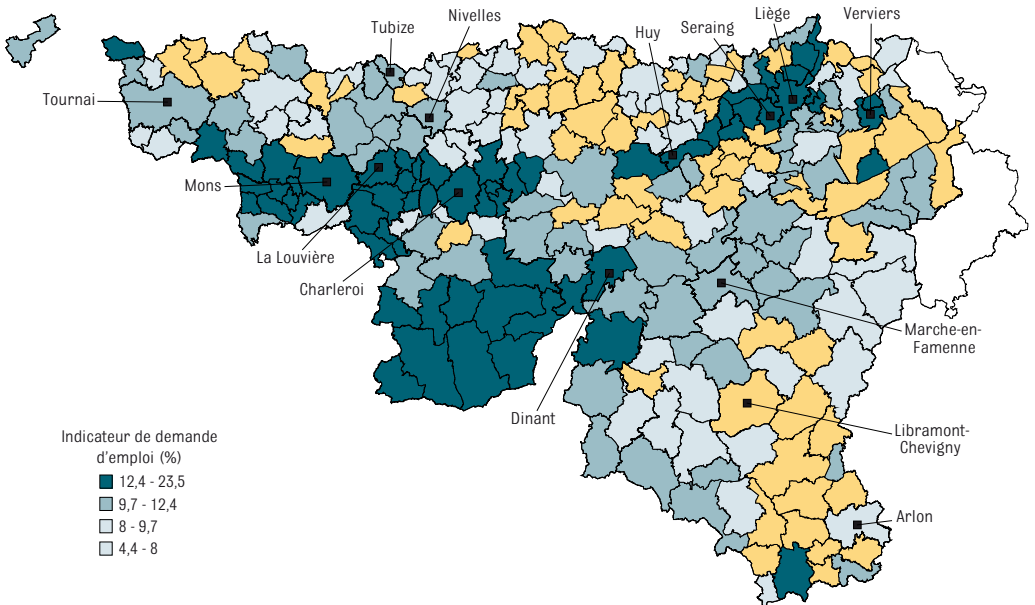 Nivelles
Liège
Verviers
Tubize
Seraing
Huy
Tournai
Mons
La Louvière
Charleroi
Marche-en-
Famenne
Dinant
Libramont-
Chevigny
Indicateur de demande
d'emploi (%)
12,4 - 23,5
9,7 - 12,4
8 - 9,7
4,4 - 8
Arlon